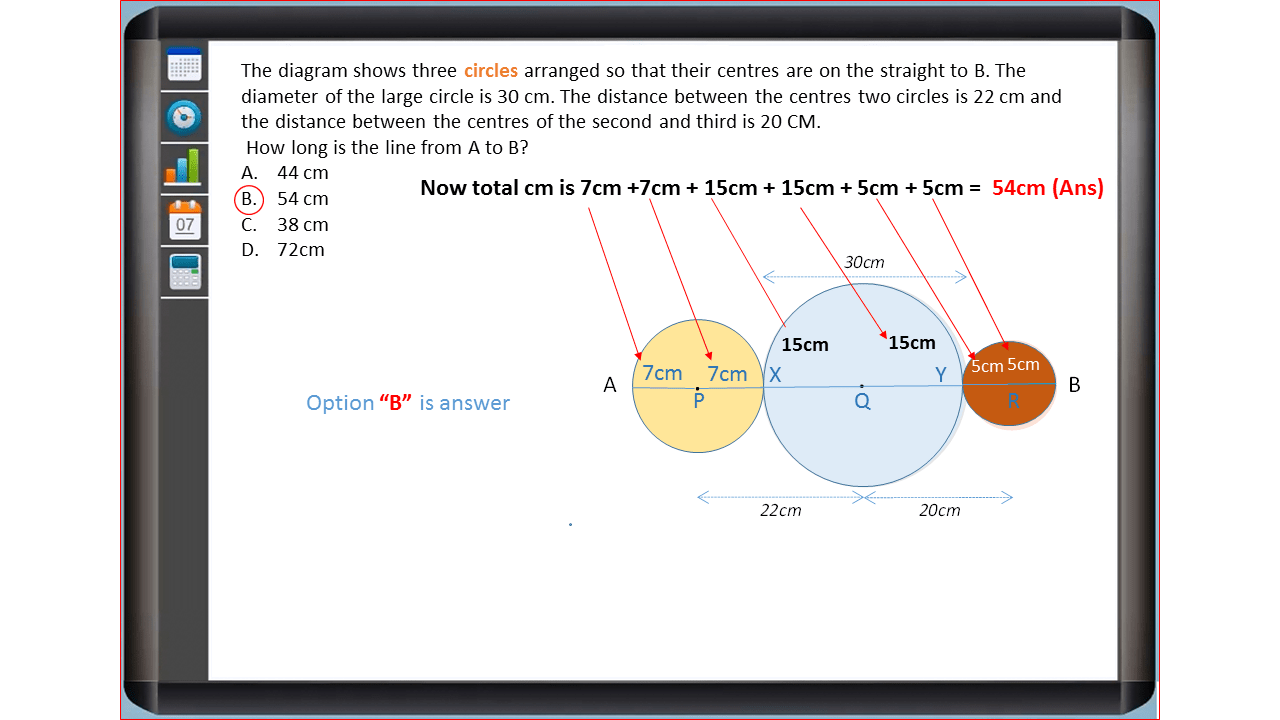 The diagram shows three circles arranged so that their centres are on the straight to B. The
diameter of the large circle is 30 cm. The distance between the centres two circles is 22 cm and
the distance between the centres of the second and third is 20 CM.
How long is the line from A to B?
A. 44 cm
B. 54 cm
C. 38 cm
D. 72cm
Now total cm is 7cm +7cm + 15cm + 15cm + 5cm + 5cm = 54cm (Ans)
07
30cm
15cm 15cm
A 7cm 7cm X Y 5cm 5cm B
P Q R
Option “B” is answer
22cm 20cm